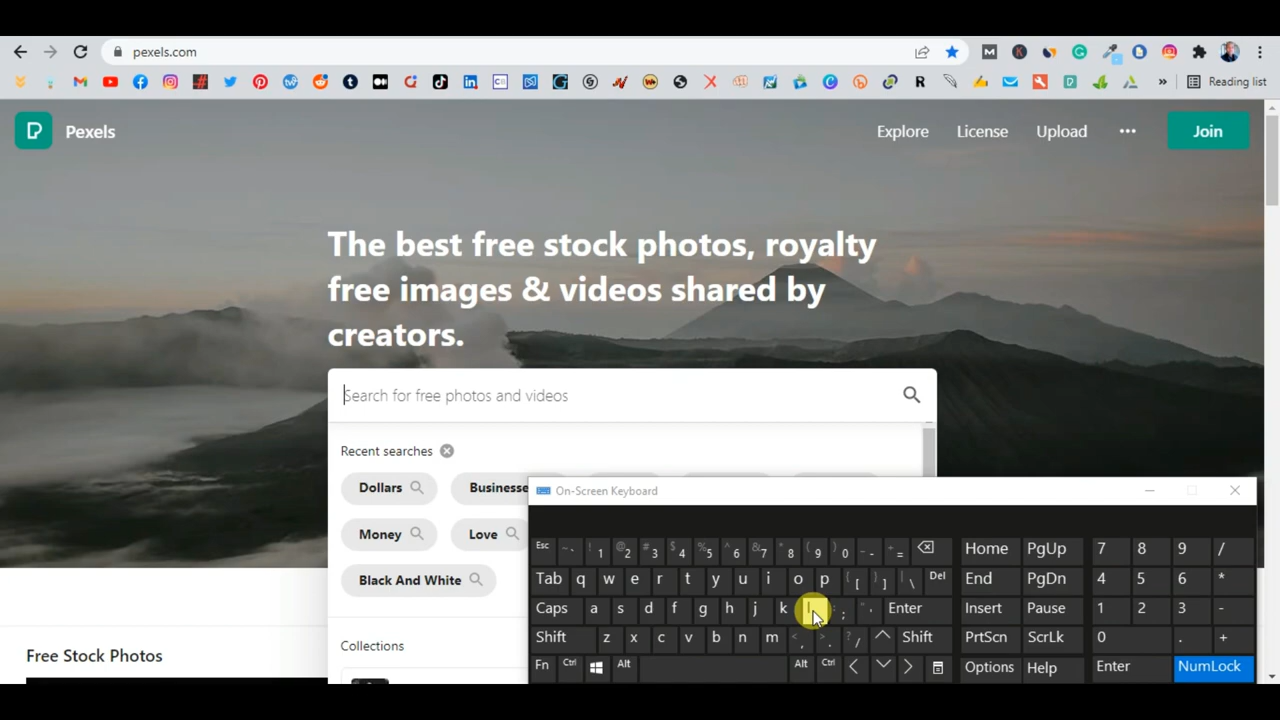 pexels.com
Reading list
Pexels
Explore License Upload ••• Join
The best free stock photos, royalty
free images & videos shared by
creators.
Search for free photos and videos
Recent searches
Dollars Businesse
Money Love
Black And White
Collections
Free Stock Photos
On-Screen Keyboard
Esc ~ ` ! 1 @ 2 # 3 $ 4 % 5 ^ 6 & 7 * 8 ( 9 ) 0 _ - + = Home PgUp 7 8 9 /
Tab q w e r t y u i o p { [ } ] | \ Del End PgDn 4 5 6 *
Caps a s d f g h j k l : ; " ' Enter Insert Pause 1 2 3 -
Shift z x c v b n m < , > . ? / Shift PrtScn ScrLk 0 . +
Fn Ctrl Alt Alt Ctrl Options Help Enter NumLock